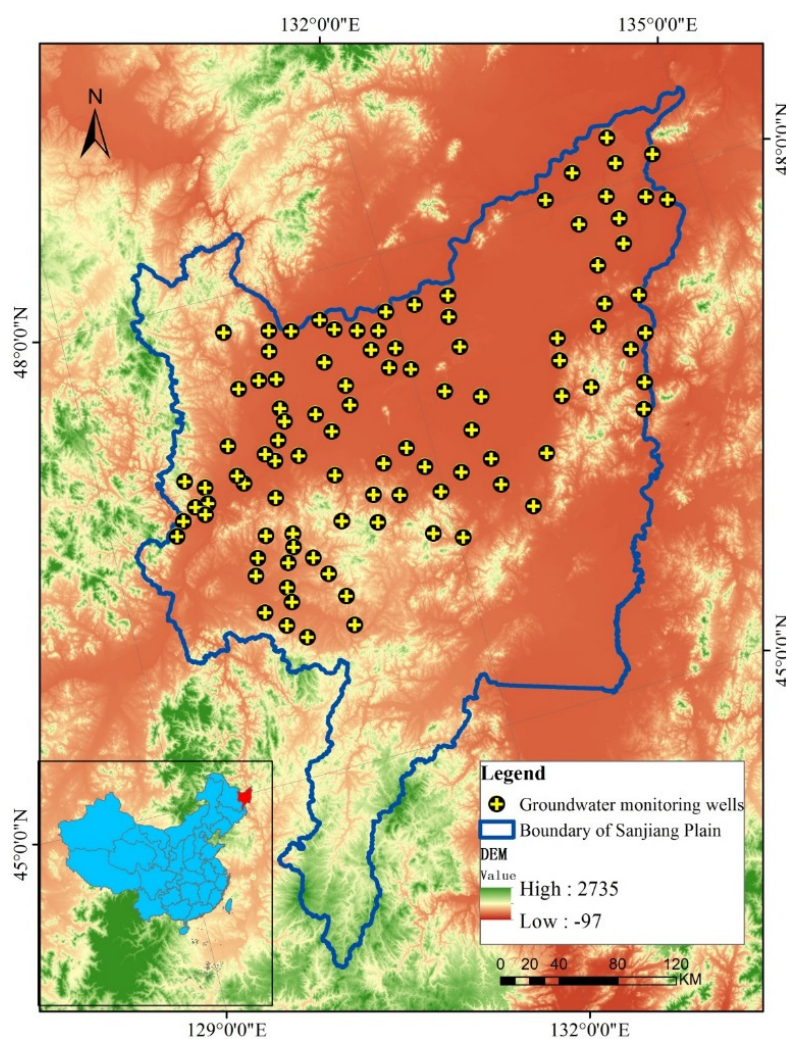 132°0'0"E
135°0'0"E
N
48°0'0"N
48°0'0"N
45°0'0"N
45°0'0"N
Legend
Groundwater monitoring wells
Boundary of Sanjiang Plain
DEM
Value
High : 2735
Low : -97
0 20 40 80 120
KM
129°0'0"E
132°0'0"E